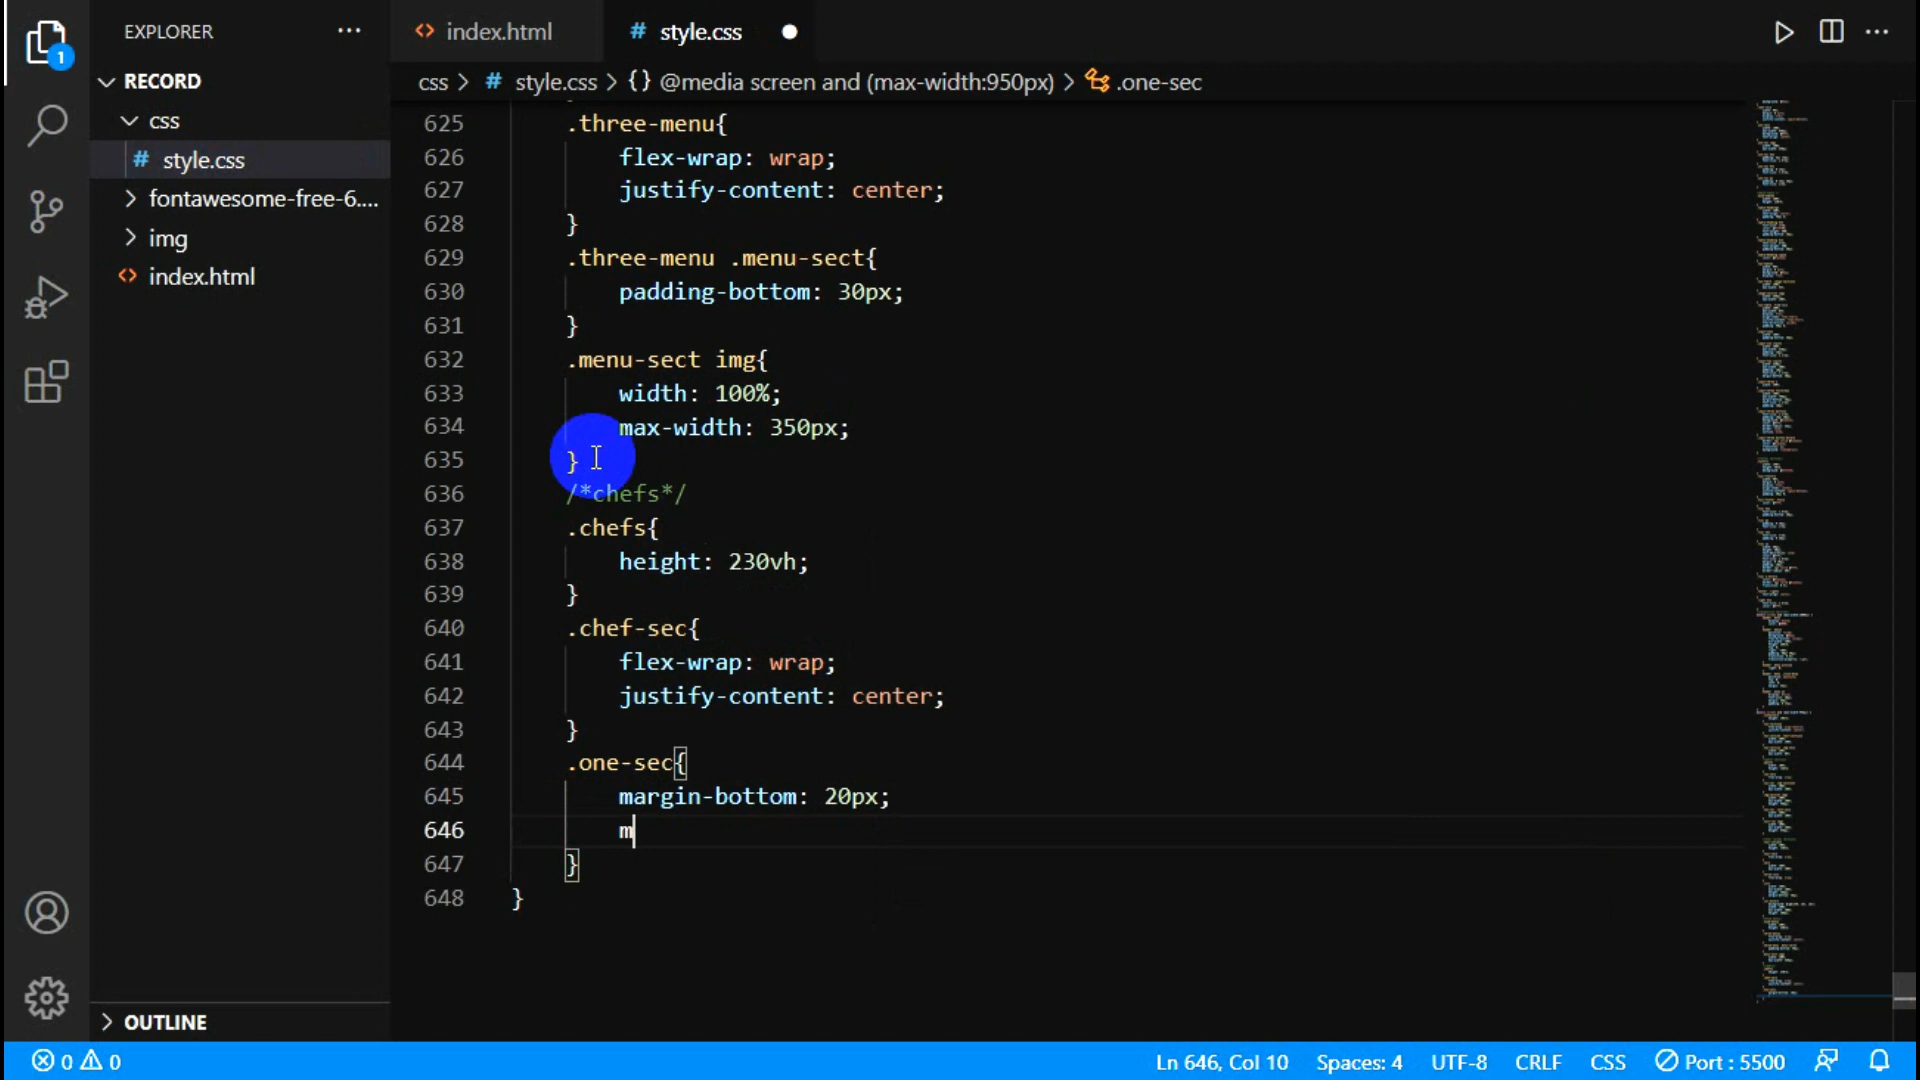 EXPLORER ...
RECORD
css
# style.css
fontawesome-free-6....
img
<> index.html
OUTLINE
1
<> index.html
# style.css
css > # style.css > {} @media screen and (max-width:950px) > .one-sec
625 .three-menu{
626 flex-wrap: wrap;
627 justify-content: center;
628 }
629 .three-menu .menu-sect{
630 padding-bottom: 30px;
631 }
632 .menu-sect img{
633 width: 100%;
634 max-width: 350px;
635 }
636 /*chefs*/
637 .chefs{
638 height: 230vh;
639 }
640 .chef-sec{
641 flex-wrap: wrap;
642 justify-content: center;
643 }
644 .one-sec{
645 margin-bottom: 20px;
646 m
647 }
648 }
0 0 Ln 646, Col 10 Spaces: 4 UTF-8 CRLF CSS Port : 5500